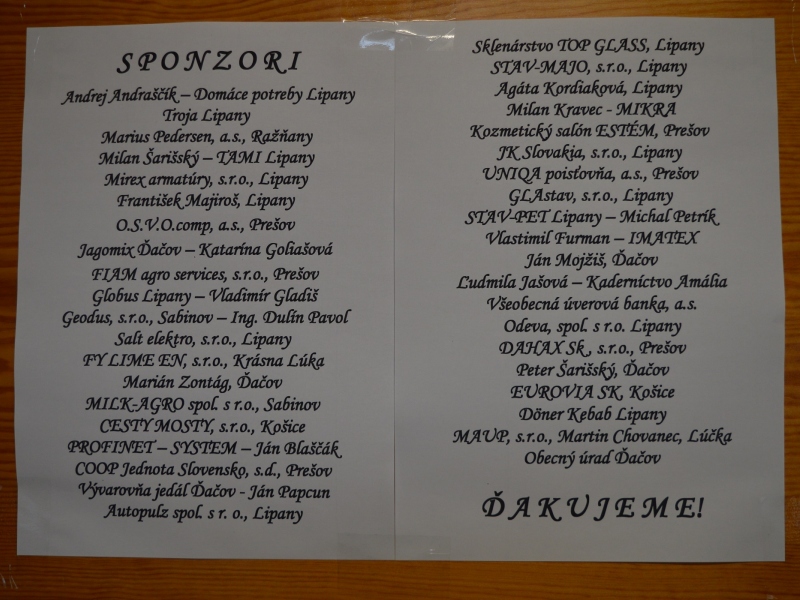 SPONZORI
Andrej Andraščík – Domáce potreby Lipany
Troja Lipany
Marius Pedersen, a.s., Ražňany
Milan Šarišský – TAMI Lipany
Mirex armatúry, s.r.o., Lipany
František Majiroš, Lipany
O.S.V.O.comp, a.s., Prešov
Jagomix Ďačov – Katarína Goliašová
FIAM agro services, s.r.o., Prešov
Globus Lipany – Vladimír Gladiš
Geodus, s.r.o., Sabinov – Ing. Dulín Pavol
Salt elektro, s.r.o., Lipany
FY LIME EN, s.r.o., Krásna Lúka
Marián Zontág, Ďačov
MILK-AGRO spol. s r.o., Sabinov
CESTY MOSTY, s.r.o., Košice
PROFINET – SYSTEM – Ján Blaščák
COOP Jednota Slovensko, s.d., Prešov
Vývarovňa jedál Ďačov - Ján Papcun
Autopulz spol. s r. o., Lipany
Sklenárstvo TOP GLASS, Lipany
STAV-MAJO, s.r.o., Lipany
Agáta Kordiaková, Lipany
Milan Kravec - MIKRA
Kozmetický salón ESTÉM, Prešov
JK Slovakia, s.r.o., Lipany
UNIQA poisťovňa, a.s., Prešov
GLAstav, s.r.o., Lipany
STAV-PET Lipany – Michal Petrík
Vlastimil Furman – IMATEX
Ján Mojžiš, Ďačov
Ľudmila Jašová – Kaderníctvo Amália
Všeobecná úverová banka, a.s.
Odeva, spol. s r.o. Lipany
DAHAX Sk , s.r.o., Prešov
Peter Šarišský, Ďačov
EUROVIA SK, Košice
Döner Kebab Lipany
MAUP, s.r.o., Martin Chovanec, Lúčka
Obecný úrad Ďačov
ĎAKUJEME!